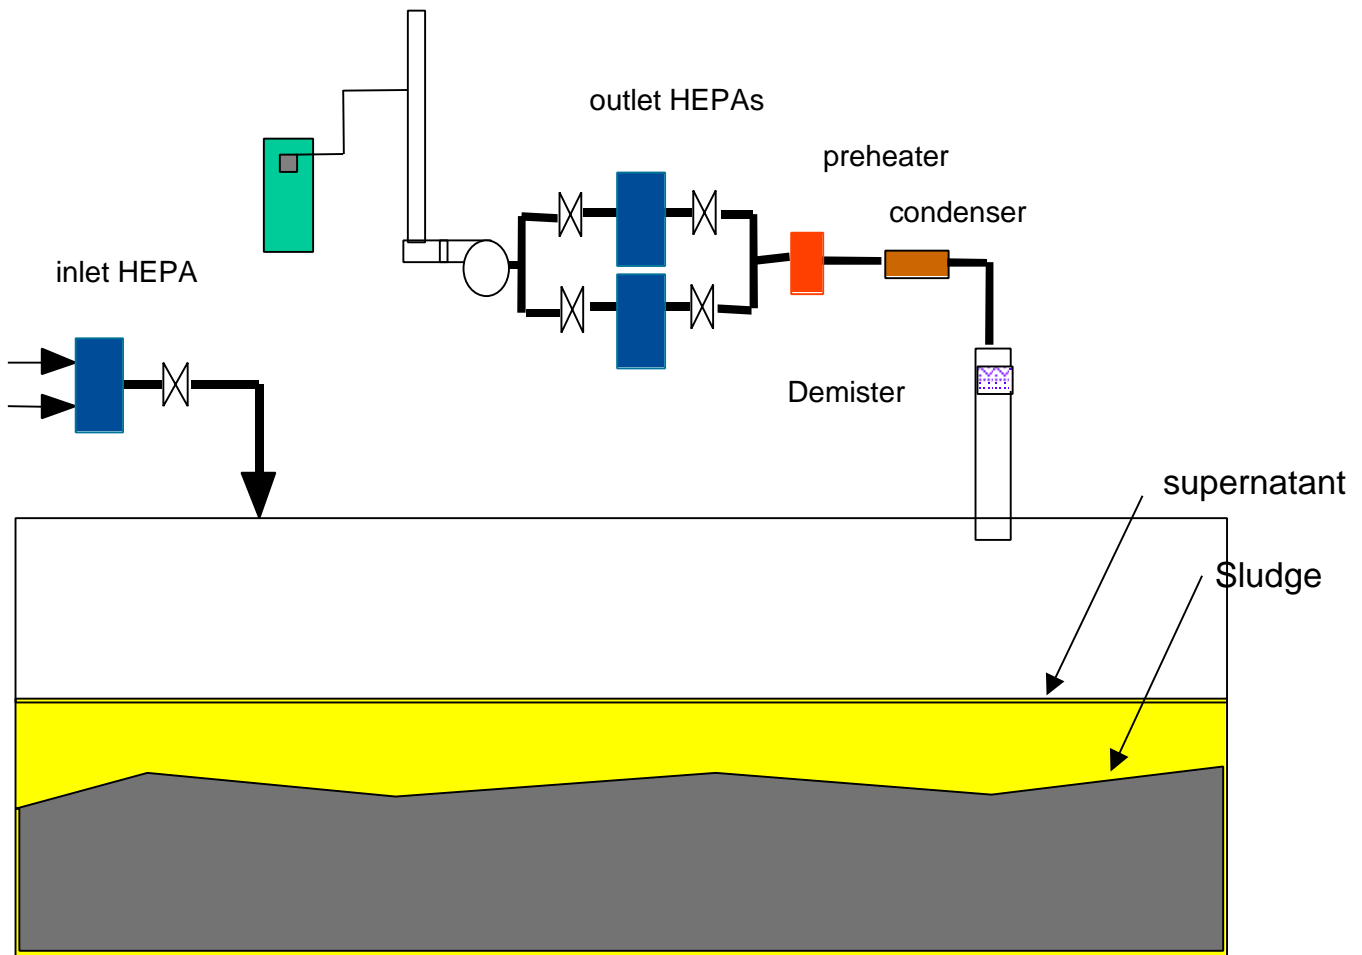 outlet HEPAs
preheater
condenser
inlet HEPA
Demister
supernatant
Sludge